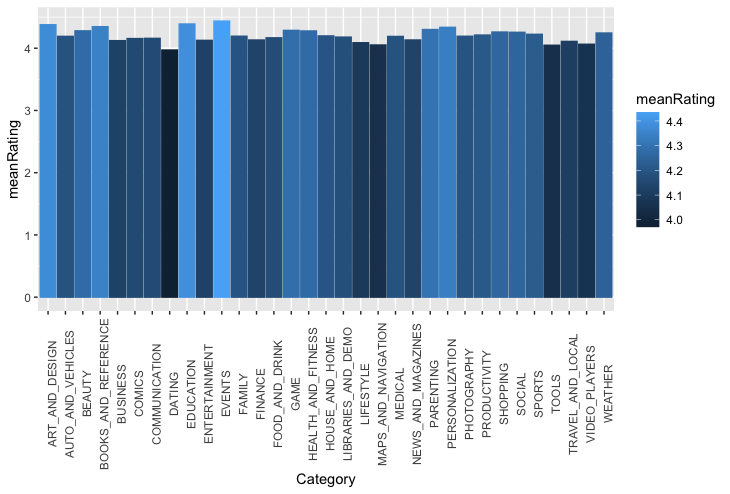 meanRating
4
3
2
1
0
ART_AND_DESIGN
AUTO_AND_VEHICLES
BEAUTY
BOOKS_AND_REFERENCE
BUSINESS
COMICS
COMMUNICATION
DATING
EDUCATION
ENTERTAINMENT
EVENTS
FAMILY
FINANCE
FOOD_AND_DRINK
GAME
HEALTH_AND_FITNESS
HOUSE_AND_HOME
LIBRARIES_AND_DEMO
LIFESTYLE
MAPS_AND_NAVIGATION
MEDICAL
NEWS_AND_MAGAZINES
PARENTING
PERSONALIZATION
PHOTOGRAPHY
PRODUCTIVITY
SHOPPING
SOCIAL
SPORTS
TOOLS
TRAVEL_AND_LOCAL
VIDEO_PLAYERS
WEATHER
Category
meanRating
4.4
4.3
4.2
4.1
4.0